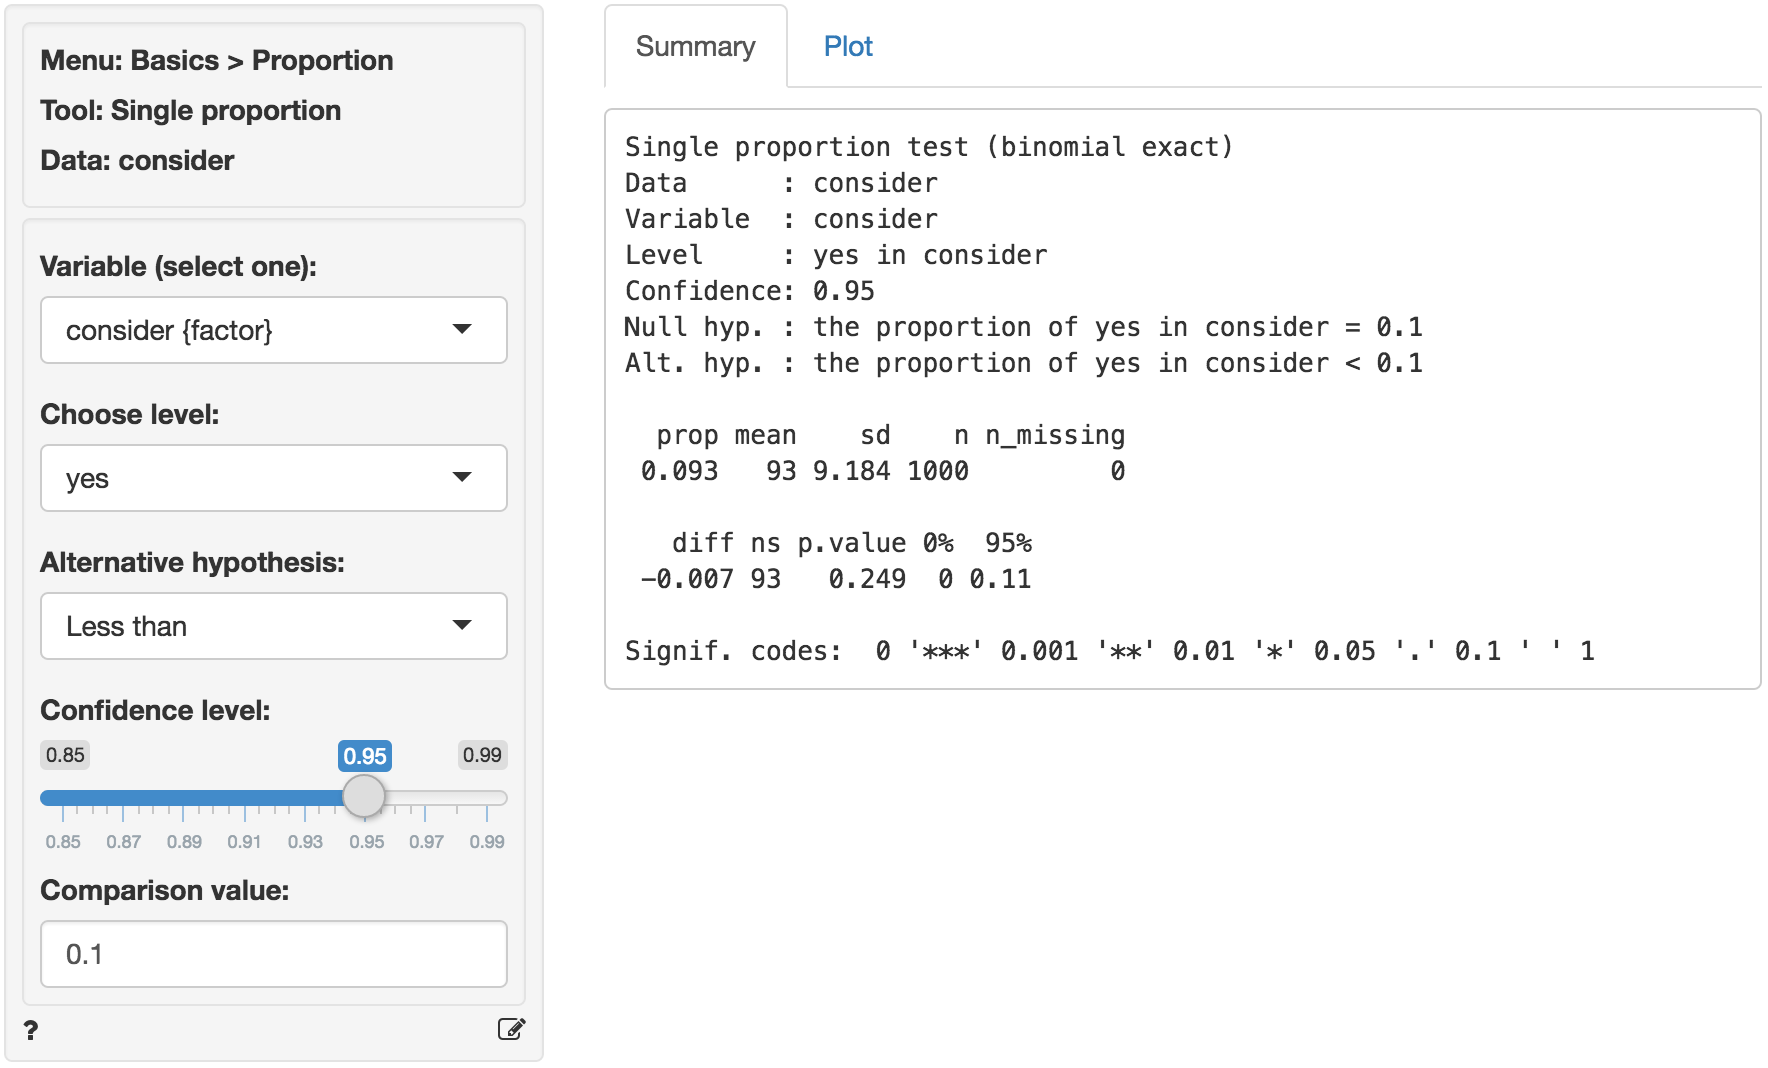 Menu: Basics > Proportion
Tool: Single proportion
Data: consider
Variable (select one):
consider {factor}
Choose level:
yes
Alternative hypothesis:
Less than
Confidence level:
0.85 0.95 0.99
0.85 0.87 0.89 0.91 0.93 0.95 0.97 0.99
Comparison value:
0.1
?
Summary Plot
Single proportion test (binomial exact)
Data      : consider
Variable  : consider
Level     : yes in consider
Confidence: 0.95
Null hyp. : the proportion of yes in consider = 0.1
Alt. hyp. : the proportion of yes in consider < 0.1
  prop mean    sd    n n_missing
 0.093   93 9.184 1000         0
   diff ns p.value 0%  95%
 −0.007 93   0.249  0 0.11
Signif. codes:  0 '***' 0.001 '**' 0.01 '*' 0.05 '.' 0.1 ' ' 1